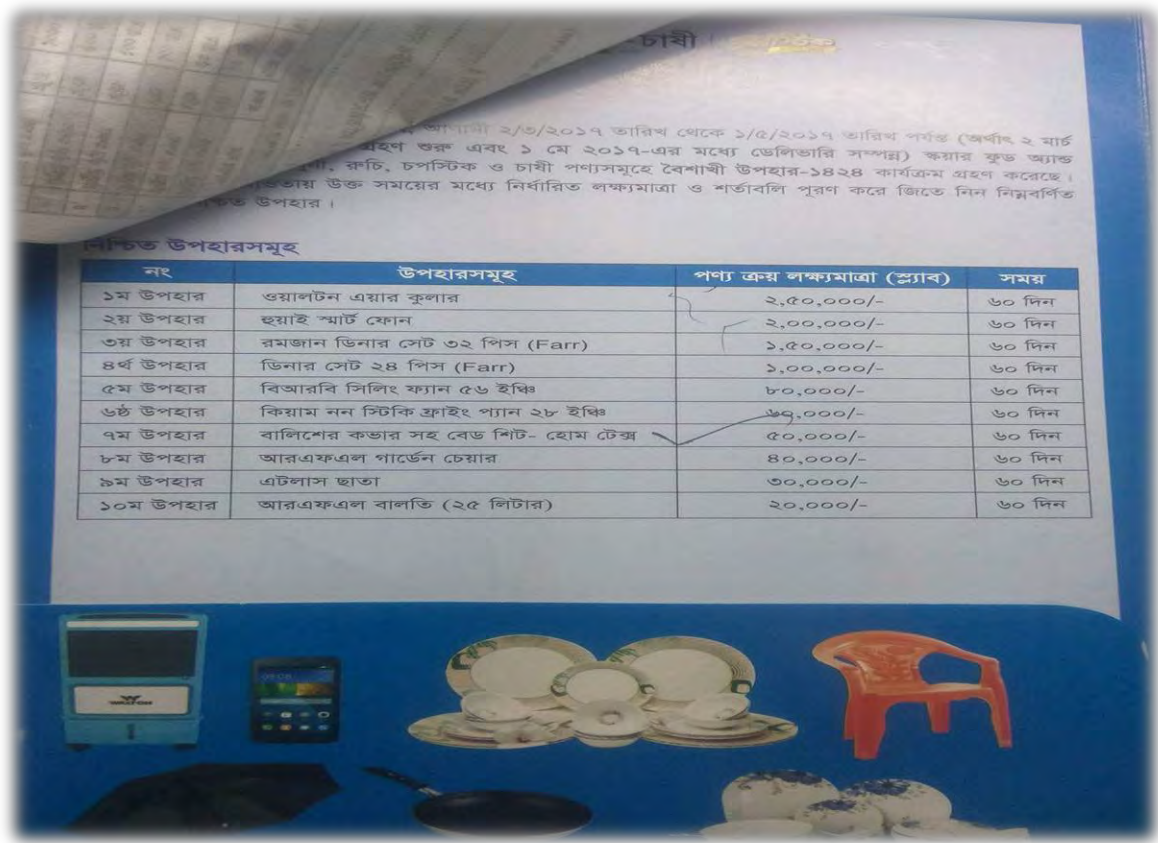 চাষী
আগামী ২/৩/২০১৭ তারিখ থেকে ১/৫/২০১৭ তারিখ পর্যন্ত (অর্থাৎ ২ মার্চ
গ্রহণ শুরু এবং ১ মে ২০১৭-এর মধ্যে ডেলিভারি সম্পন্ন) স্কয়ার ফুড অ্যান্ড
রুচি, চপস্টিক ও চাষী পণ্যসমূহে বৈশাখী উপহার-১৪২৪ কার্যক্রম গ্রহণ করেছে।
উক্ত সময়ের মধ্যে নির্ধারিত লক্ষ্যমাত্রা ও শর্তাবলি পূরণ করে জিতে নিন নিম্নবর্ণিত
উপহার।
নিশ্চিত উপহারসমূহ
নং উপহারসমূহ পণ্য ক্রয় লক্ষ্যমাত্রা (স্ল্যাব) সময়
১ম উপহার ওয়ালটন এয়ার কুলার ২,৫০,০০০/- ৬০ দিন
২য় উপহার হুয়াই স্মার্ট ফোন ২,০০,০০০/- ৬০ দিন
৩য় উপহার রমজান ডিনার সেট ৩২ পিস (Farr) ১,৫০,০০০/- ৬০ দিন
৪র্থ উপহার ডিনার সেট ২৪ পিস (Farr) ১,০০,০০০/- ৬০ দিন
৫ম উপহার বিআরবি সিলিং ফ্যান ৫৬ ইঞ্চি ৮০,০০০/- ৬০ দিন
৬ষ্ঠ উপহার কিয়াম নন স্টিকি ফ্রাইং প্যান ২৮ ইঞ্চি ৬০,০০০/- ৬০ দিন
৭ম উপহার বালিশের কভার সহ বেড শিট- হোম টেক্স ৫০,০০০/- ৬০ দিন
৮ম উপহার আরএফএল গার্ডেন চেয়ার ৪০,০০০/- ৬০ দিন
৯ম উপহার এটলাস ছাতা ৩০,০০০/- ৬০ দিন
১০ম উপহার আরএফএল বালতি (২৫ লিটার) ২০,০০০/- ৬০ দিন
WALTON